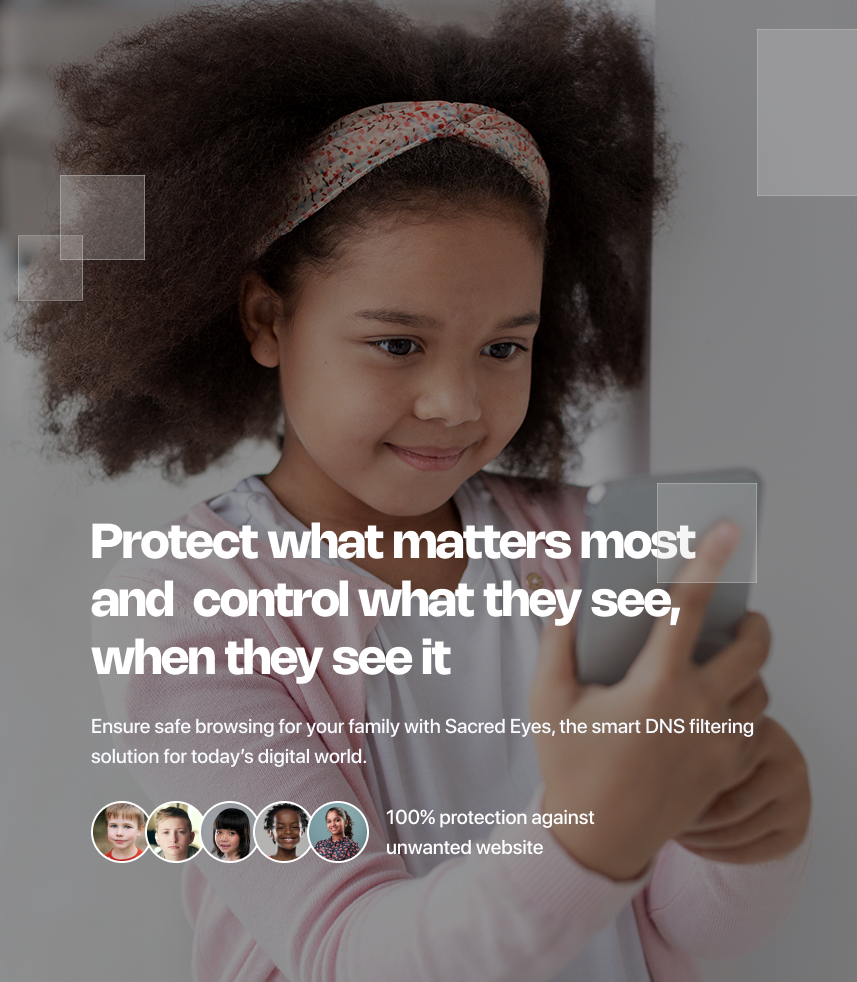 Protect what matters most
and  control what they see,
when they see it
Ensure safe browsing for your family with Sacred Eyes, the smart DNS filtering
solution for today’s digital world.
100% protection against
unwanted website